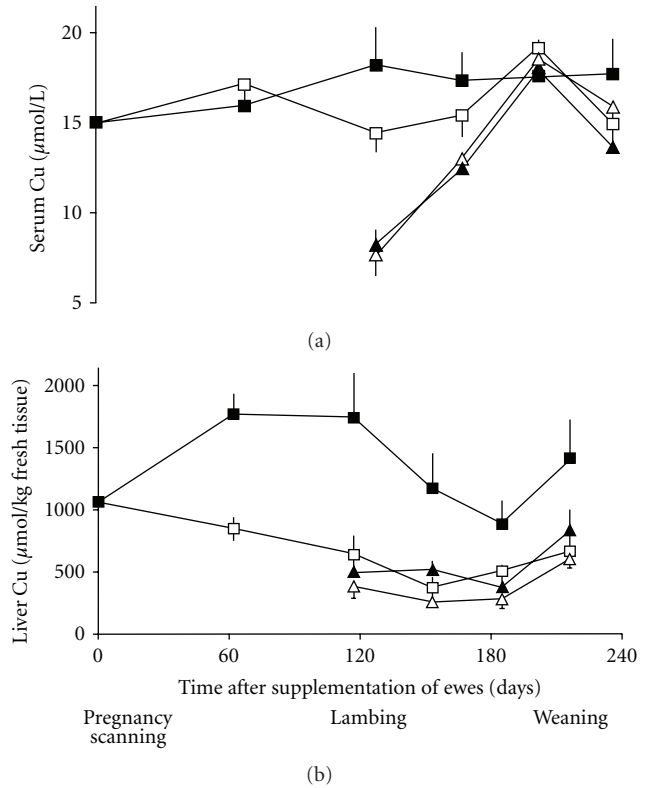 20
15
10
5
Serum Cu (μmol/L)
(a)
2000
1500
1000
500
0
Liver Cu (μmol/kg fresh tissue)
0 60 120 180 240
Time after supplementation of ewes (days)
Pregnancy scanning Lambing Weaning
(b)